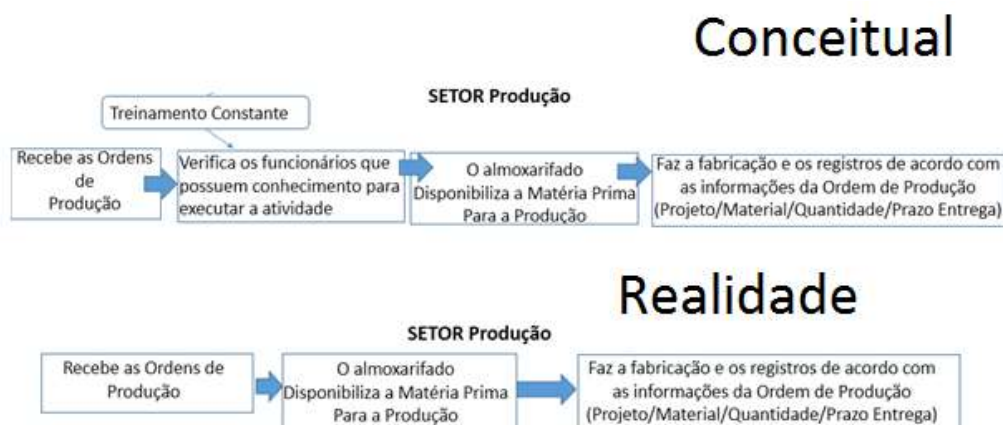 Conceitual
SETOR Produção
Treinamento Constante
Recebe as Ordens
de
Produção
Verifica os funcionários que
possuem conhecimento para
executar a atividade
O almoxarifado
Disponibiliza a Matéria Prima
Para a Produção
Faz a fabricação e os registros de acordo com
as informações da Ordem de Produção
(Projeto/Material/Quantidade/Prazo Entrega)
Realidade
SETOR Produção
Recebe as Ordens de
Produção
O almoxarifado
Disponibiliza a Matéria Prima
Para a Produção
Faz a fabricação e os registros de acordo com
as informações da Ordem de Produção
(Projeto/Material/Quantidade/Prazo Entrega)